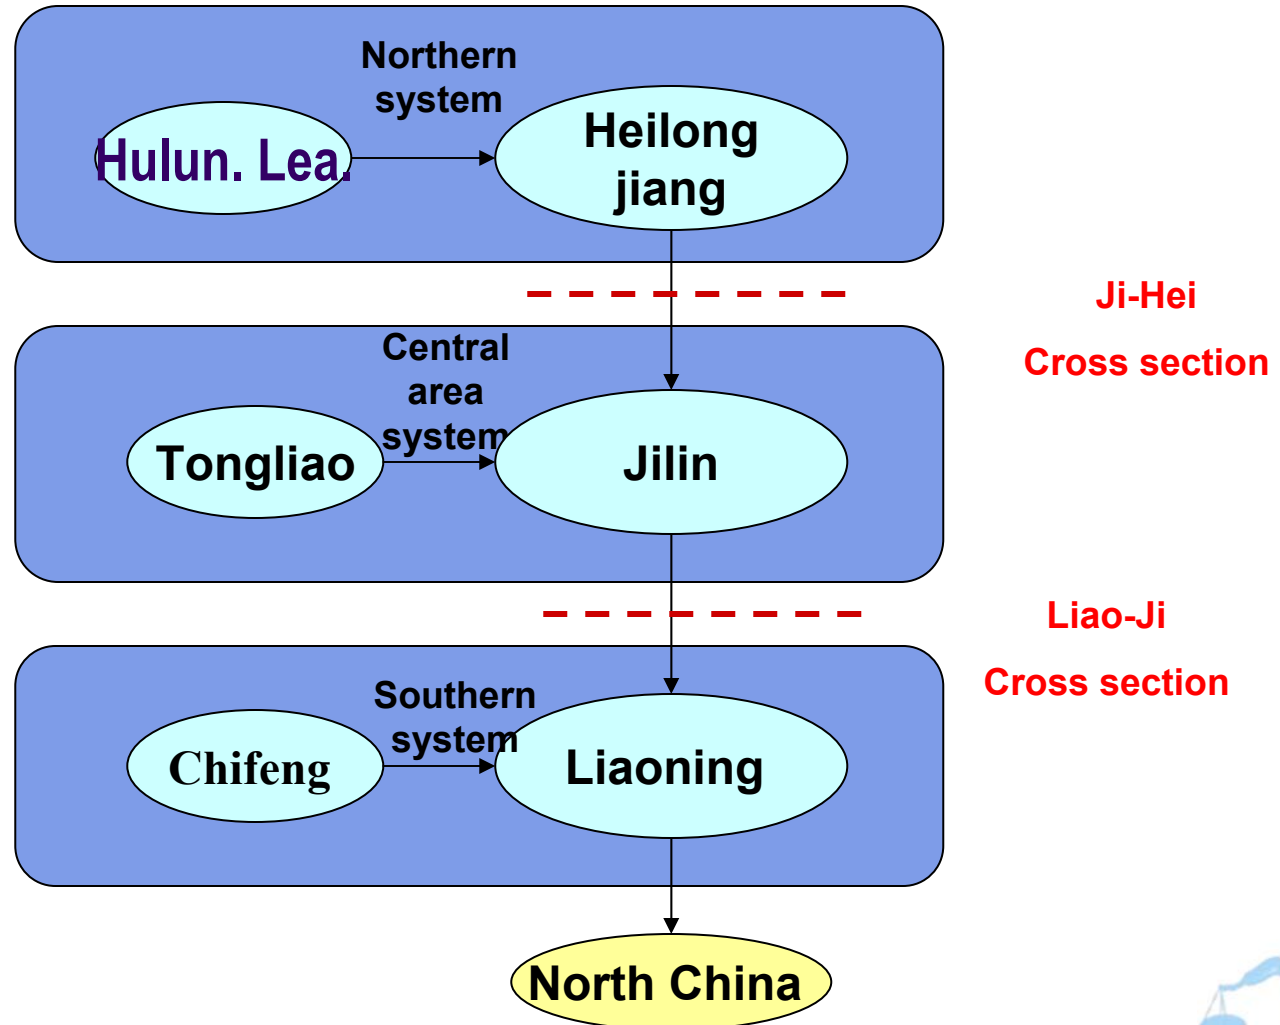 Northern
system
Hulun. Lea.
Heilong
jiang
Ji-Hei
Cross section
Central
area
system
Tongliao
Jilin
Liao-Ji
Cross section
Southern
system
Chifeng
Liaoning
North China